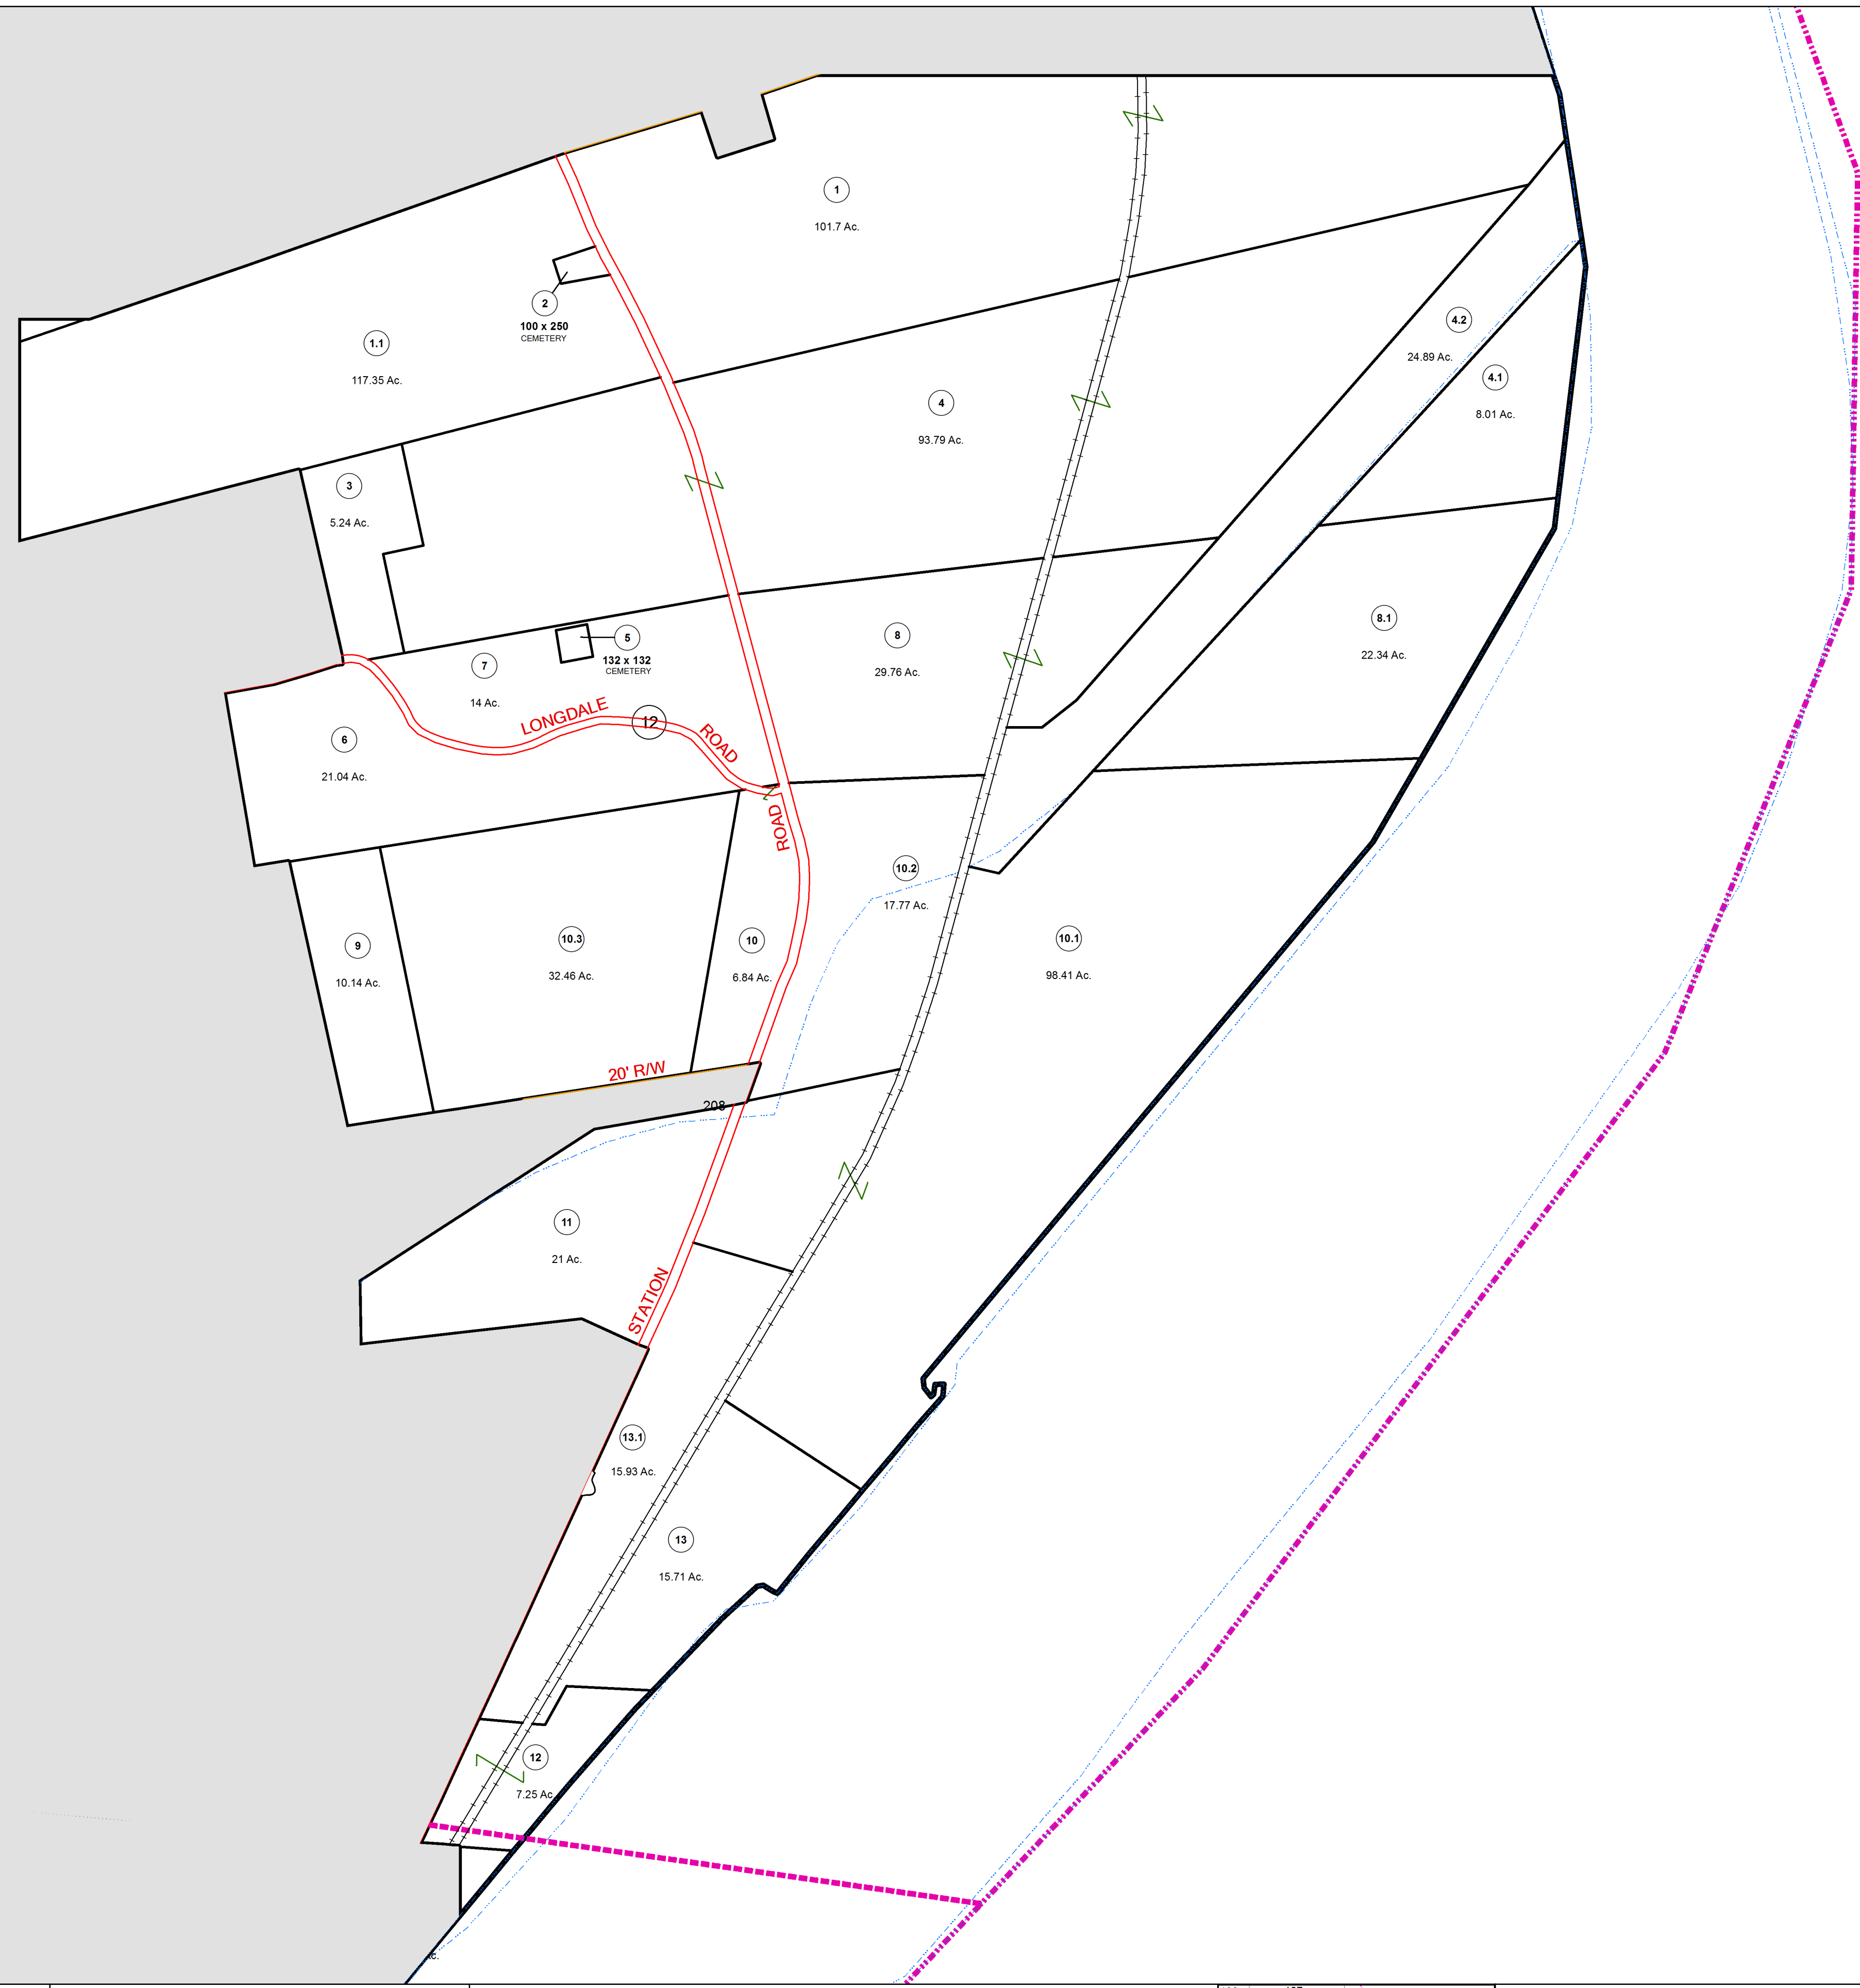 1
101.7 Ac.
2
100 x 250
CEMETERY
4.2
24.89 Ac.
1.1
117.35 Ac.
4.1
8.01 Ac.
4
93.79 Ac.
3
5.24 Ac.
8.1
22.34 Ac.
8
29.76 Ac.
5
132 x 132
CEMETERY
7
14 Ac.
LONGDALE
12
ROAD
6
21.04 Ac.
ROAD
10.2
17.77 Ac.
10.1
98.41 Ac.
10.3
32.46 Ac.
10
6.84 Ac.
9
10.14 Ac.
20' R/W
208
11
21 Ac.
STATION
13.1
15.93 Ac.
13
15.71 Ac.
12
7.25 Ac.